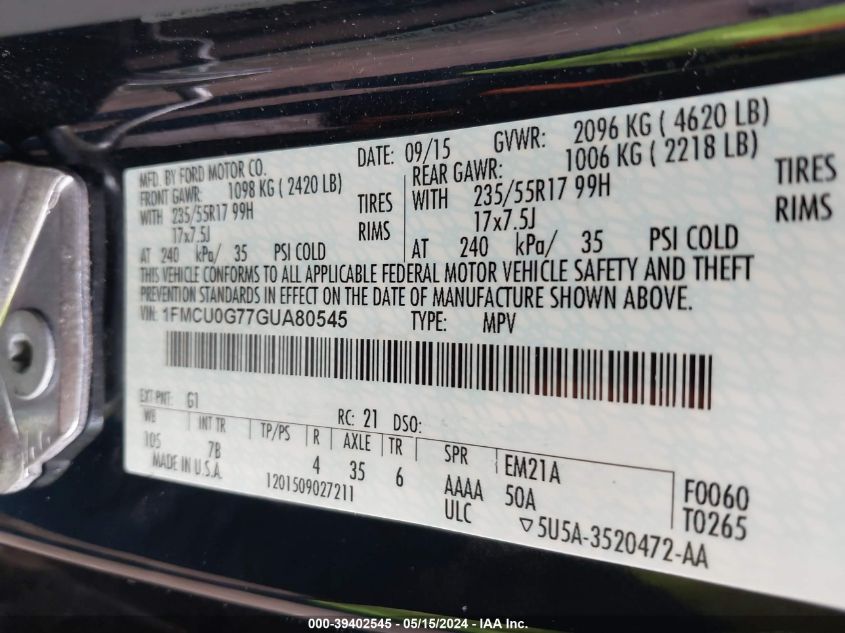 MFD. BY FORD MOTOR CO.
DATE: 09/15 GVWR: 2096 KG ( 4620 LB)
FRONT GAWR: 1098 KG ( 2420 LB)
REAR GAWR: 1006 KG ( 2218 LB)
WITH 235/55R17 99H TIRES
WITH 235/55R17 99H TIRES
17x7.5J RIMS
17x7.5J RIMS
AT 240 kPa/ 35 PSI COLD
AT 240 kPa/ 35 PSI COLD
THIS VEHICLE CONFORMS TO ALL APPLICABLE FEDERAL MOTOR VEHICLE SAFETY AND THEFT
PREVENTION STANDARDS IN EFFECT ON THE DATE OF MANUFACTURE SHOWN ABOVE.
VIN: 1FMCU0G77GUA80545 TYPE: MPV
EXT PNT: G1 RC: 21 DSO:
WB INT TR TP/PS R AXLE TR SPR EM21A
105 7B 4 35 6 AAAA 50A F0060
MADE IN U.S.A. 1201509027211 ULC ▽5U5A-3520472-AA T0265
000-39402545 - 05/15/2024 - IAA Inc.